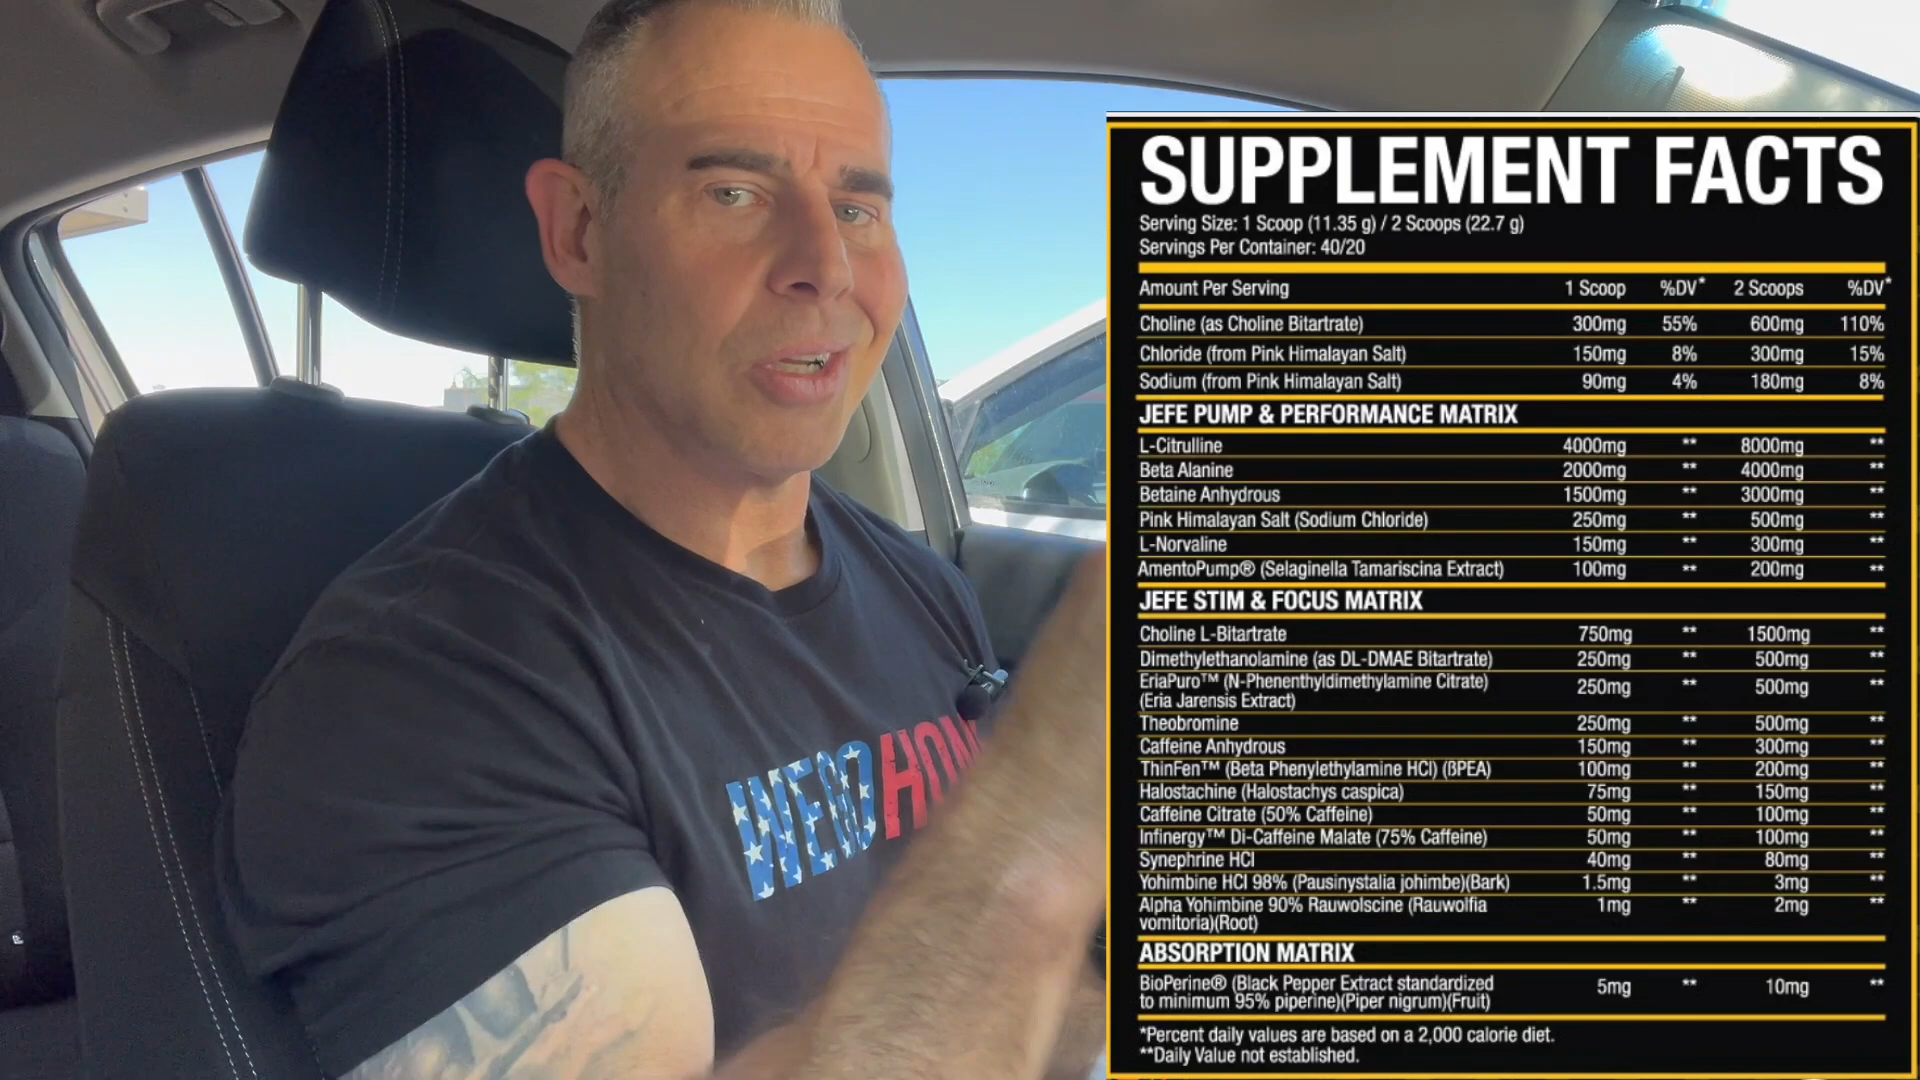 SUPPLEMENT FACTS
Serving Size: 1 Scoop (11.35 g) / 2 Scoops (22.7 g)
Servings Per Container: 40/20
Amount Per Serving 1 Scoop %DV* 2 Scoops %DV*
Choline (as Choline Bitartrate) 300mg 55% 600mg 110%
Chloride (from Pink Himalayan Salt) 150mg 8% 300mg 15%
Sodium (from Pink Himalayan Salt) 90mg 4% 180mg 8%
JEFE PUMP & PERFORMANCE MATRIX
L-Citrulline 4000mg ** 8000mg **
Beta Alanine 2000mg ** 4000mg **
Betaine Anhydrous 1500mg ** 3000mg **
Pink Himalayan Salt (Sodium Chloride) 250mg ** 500mg **
L-Norvaline 150mg ** 300mg **
AmentoPump® (Selaginella Tamariscina Extract) 100mg ** 200mg **
JEFE STIM & FOCUS MATRIX
Choline L-Bitartrate 750mg ** 1500mg **
Dimethylethanolamine (as DL-DMAE Bitartrate) 250mg ** 500mg **
EriaPuro™ (N-Phenenthyldimethylamine Citrate)
(Eria Jarensis Extract) 250mg ** 500mg **
Theobromine 250mg ** 500mg **
Caffeine Anhydrous 150mg ** 300mg **
ThinFen™ (Beta Phenylethylamine HCl) (ßPEA) 100mg ** 200mg **
Halostachine (Halostachys caspica) 75mg ** 150mg **
Caffeine Citrate (50% Caffeine) 50mg ** 100mg **
Infinergy™ Di-Caffeine Malate (75% Caffeine) 50mg ** 100mg **
Synephrine HCl 40mg ** 80mg **
Yohimbine HCl 98% (Pausinystalia johimbe)(Bark) 1.5mg ** 3mg **
Alpha Yohimbine 90% Rauwolscine (Rauwolfia 1mg ** 2mg **
vomitoria)(Root)
ABSORPTION MATRIX
BioPerine® (Black Pepper Extract standardized
to minimum 95% piperine)(Piper nigrum)(Fruit) 5mg ** 10mg **
*Percent daily values are based on a 2,000 calorie diet.
**Daily Value not established.